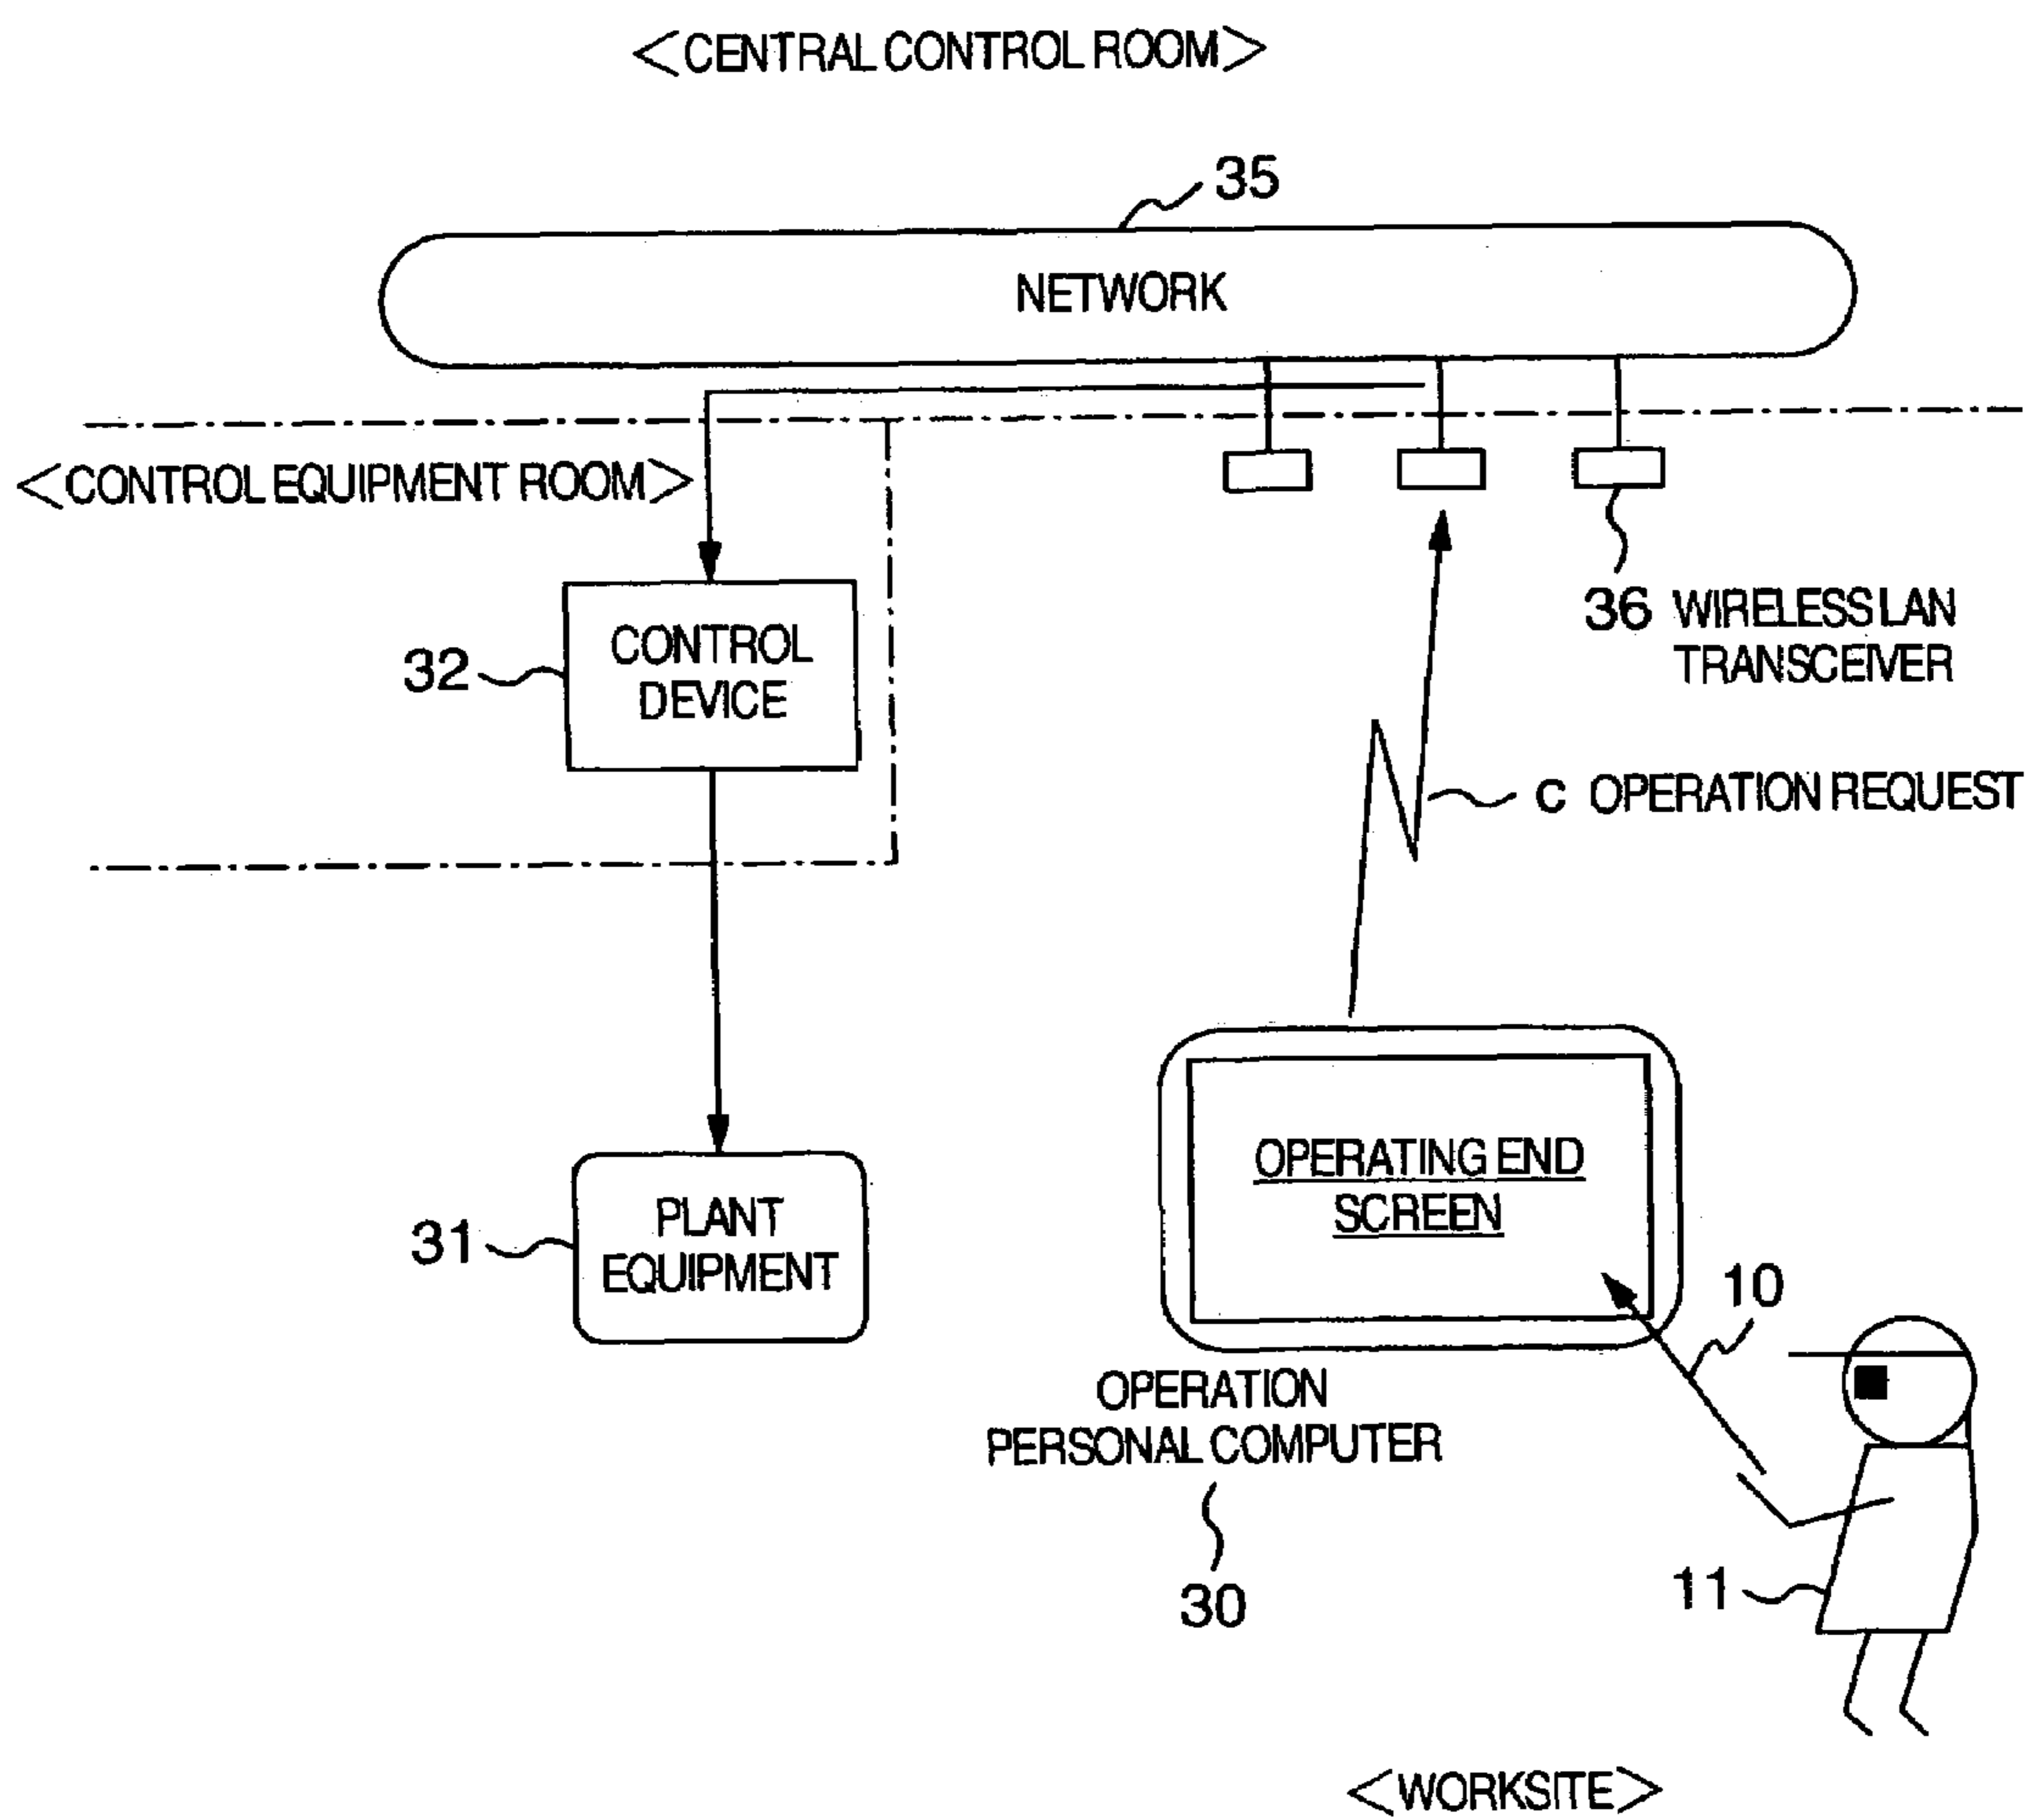 <CENTRAL CONTROL ROOM>
35
NETWORK
<CONTROL EQUIPMENT ROOM>
36 WIRELESS LAN
TRANSCEIVER
32
CONTROL
DEVICE
C OPERATION REQUEST
31
PLANT
EQUIPMENT
OPERATING END
SCREEN
10
OPERATION
PERSONAL COMPUTER
30
11
<WORKSITE>